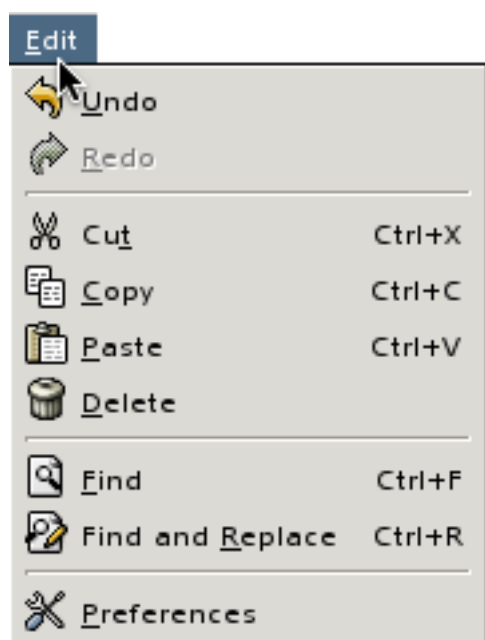 Edit
Undo
Redo
Cut Ctrl+X
Copy Ctrl+C
Paste Ctrl+V
Delete
Find Ctrl+F
Find and Replace Ctrl+R
Preferences